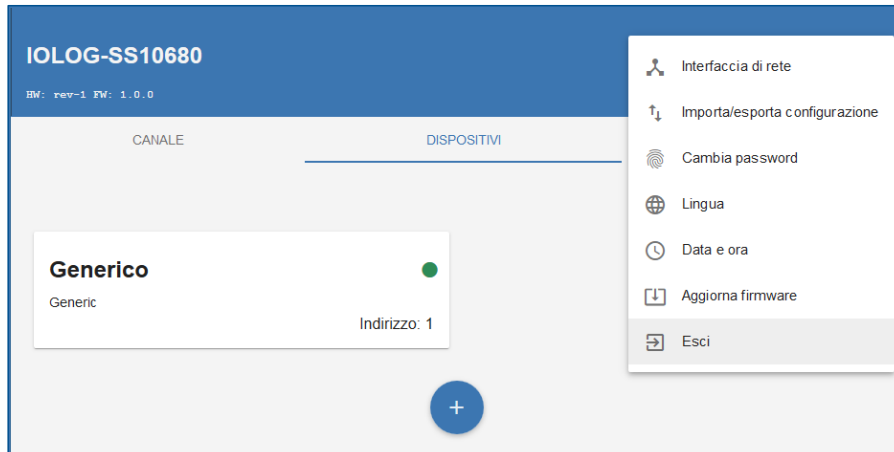 IOLOG-SS10680
HW: rev-1 FW: 1.0.0
CANALE
DISPOSITIVI
Generico
Generic
Indirizzo: 1
+
Interfaccia di rete
Importa/esporta configurazione
Cambia password
Lingua
Data e ora
Aggiorna firmware
Esci